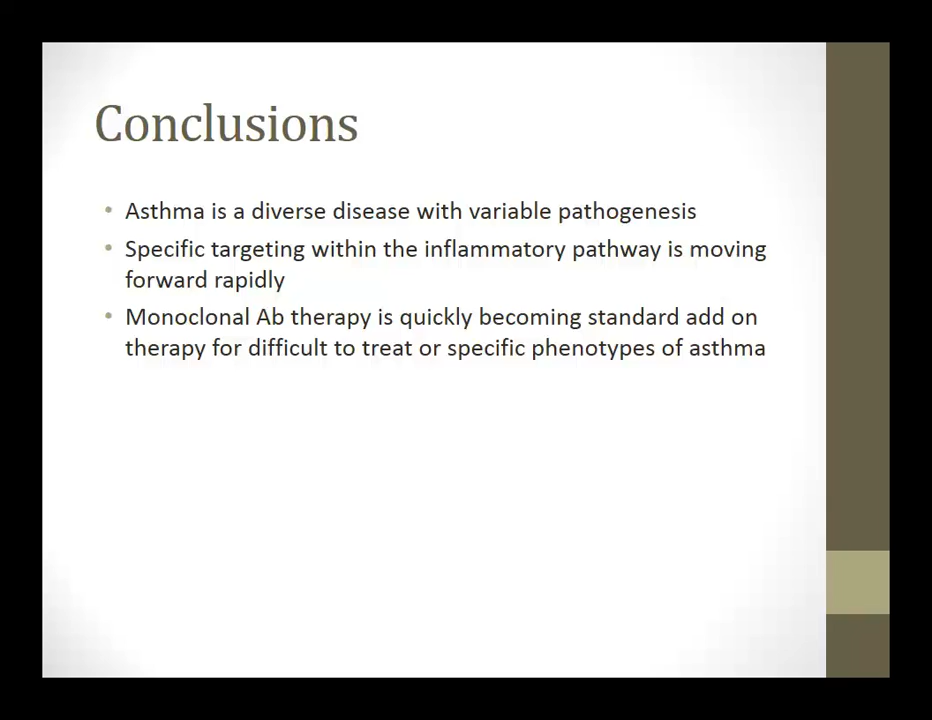 Conclusions
• Asthma is a diverse disease with variable pathogenesis
• Specific targeting within the inflammatory pathway is moving
forward rapidly
• Monoclonal Ab therapy is quickly becoming standard add on
therapy for difficult to treat or specific phenotypes of asthma